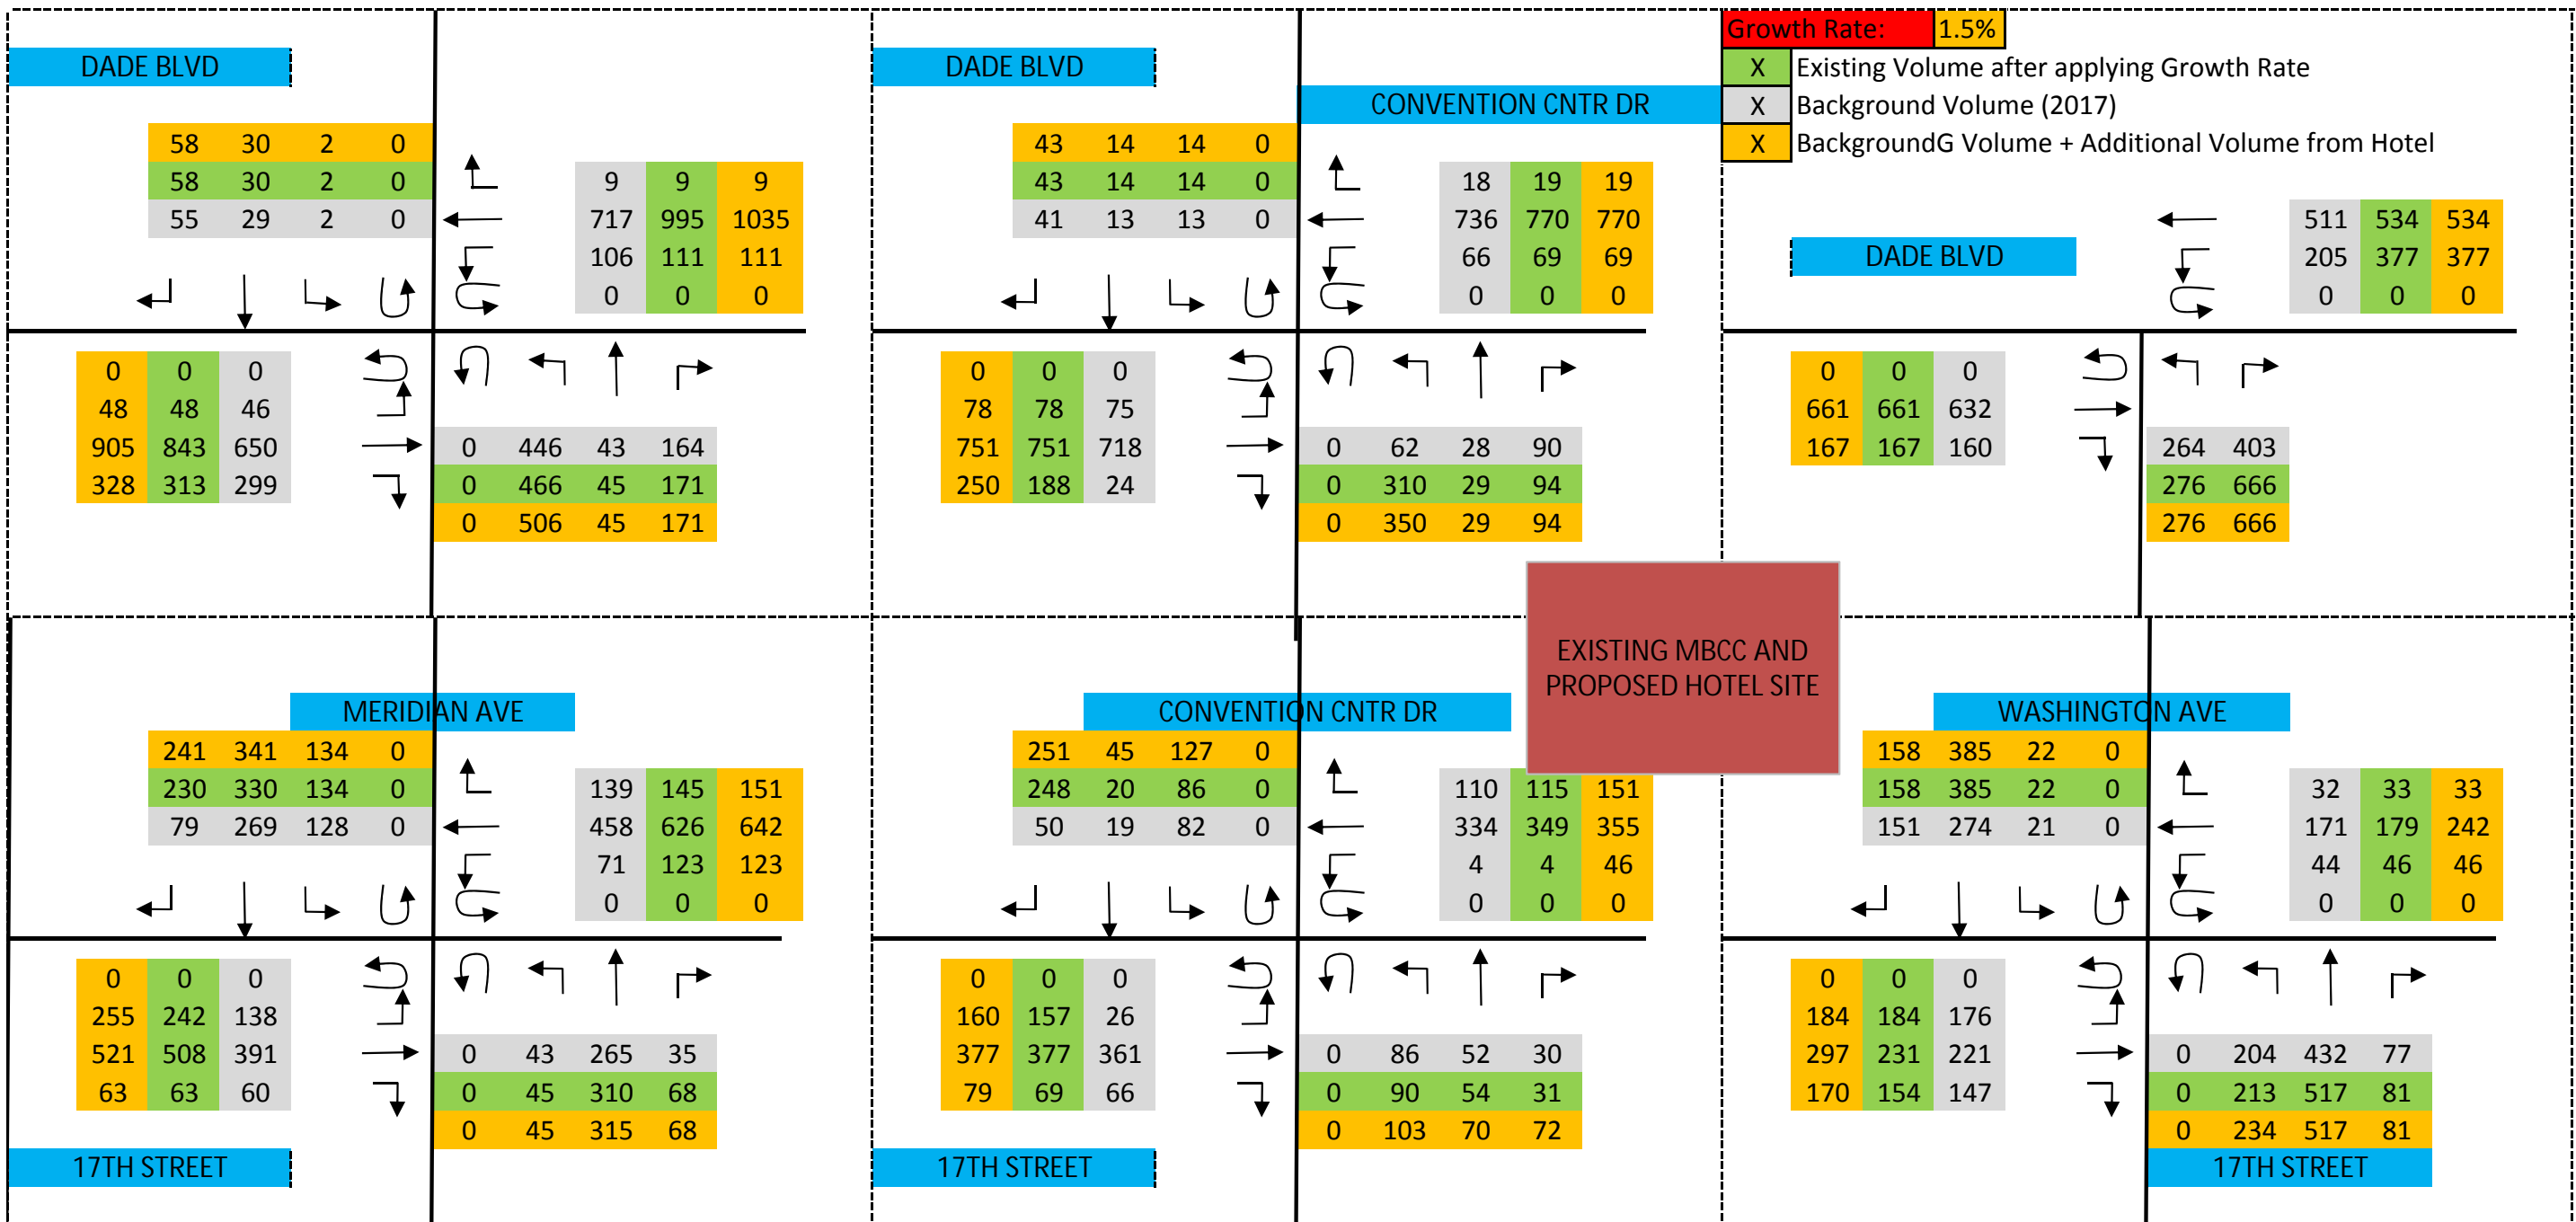 Growth Rate: 1.5%
X Existing Volume after applying Growth Rate
X Background Volume (2017)
X BackgroundG Volume + Additional Volume from Hotel
DADE BLVD
58 30 2 0
58 30 2 0
55 29 2 0
9 9 9
717 995 1035
106 111 111
0 0 0
0 0 0
48 48 46
905 843 650
328 313 299
0 446 43 164
0 466 45 171
0 506 45 171
DADE BLVD
CONVENTION CNTR DR
43 14 14 0
43 14 14 0
41 13 13 0
18 19 19
736 770 770
66 69 69
0 0 0
0 0 0
78 78 75
751 751 718
250 188 24
0 62 28 90
0 310 29 94
0 350 29 94
DADE BLVD
511 534 534
205 377 377
0 0 0
0 0 0
661 661 632
167 167 160
264 403
276 666
276 666
EXISTING MBCC AND
PROPOSED HOTEL SITE
MERIDIAN AVE
241 341 134 0
230 330 134 0
79 269 128 0
139 145 151
458 626 642
71 123 123
0 0 0
0 0 0
255 242 138
521 508 391
63 63 60
0 43 265 35
0 45 310 68
0 45 315 68
17TH STREET
CONVENTION CNTR DR
251 45 127 0
248 20 86 0
50 19 82 0
110 115 151
334 349 355
4 4 46
0 0 0
0 0 0
160 157 26
377 377 361
79 69 66
0 86 52 30
0 90 54 31
0 103 70 72
17TH STREET
WASHINGTON AVE
158 385 22 0
158 385 22 0
151 274 21 0
32 33 33
171 179 242
44 46 46
0 0 0
0 0 0
184 184 176
297 231 221
170 154 147
0 204 432 77
0 213 517 81
0 234 517 81
17TH STREET